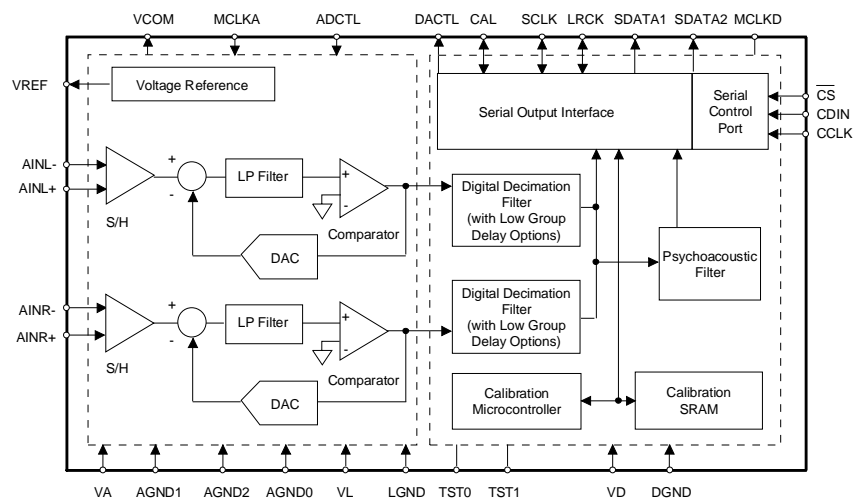 VCOM MCLKA ADCTL DACTL CAL SCLK LRCK SDATA1 SDATA2 MCLKD
VREF
Voltage Reference
Serial Output Interface
Serial
Control
Port
CS
CDIN
CCLK
AINL-
AINL+
S/H
+
-
LP Filter
+
-
Comparator
DAC
Digital Decimation
Filter
(with Low Group
Delay Options)
Psychoacoustic
Filter
AINR-
AINR+
S/H
+
-
LP Filter
+
-
Comparator
DAC
Digital Decimation
Filter
(with Low Group
Delay Options)
Calibration
Microcontroller
Calibration
SRAM
VA AGND1 AGND2 AGND0 VL LGND TST0 TST1 VD DGND